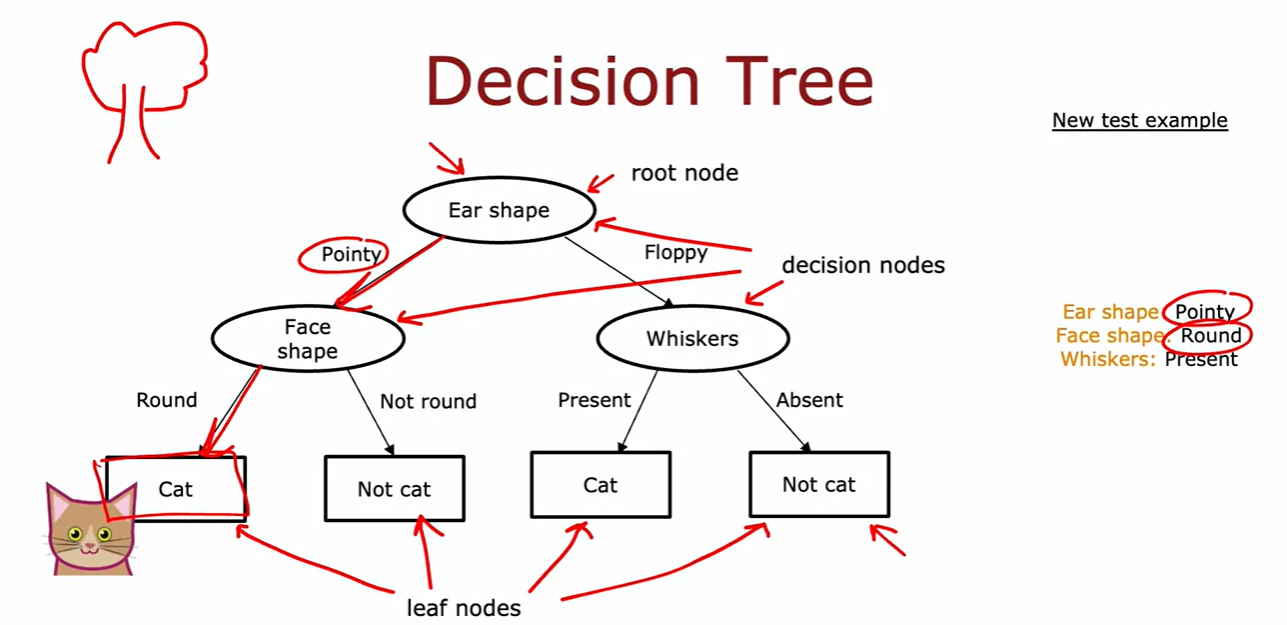 Decision Tree
New test example
root node
Ear shape
Pointy
Floppy
decision nodes
Ear shape Pointy
Face shape: Round
Whiskers: Present
Face
shape
Whiskers
Round
Not round
Present
Absent
Cat
Not cat
Cat
Not cat
leaf nodes